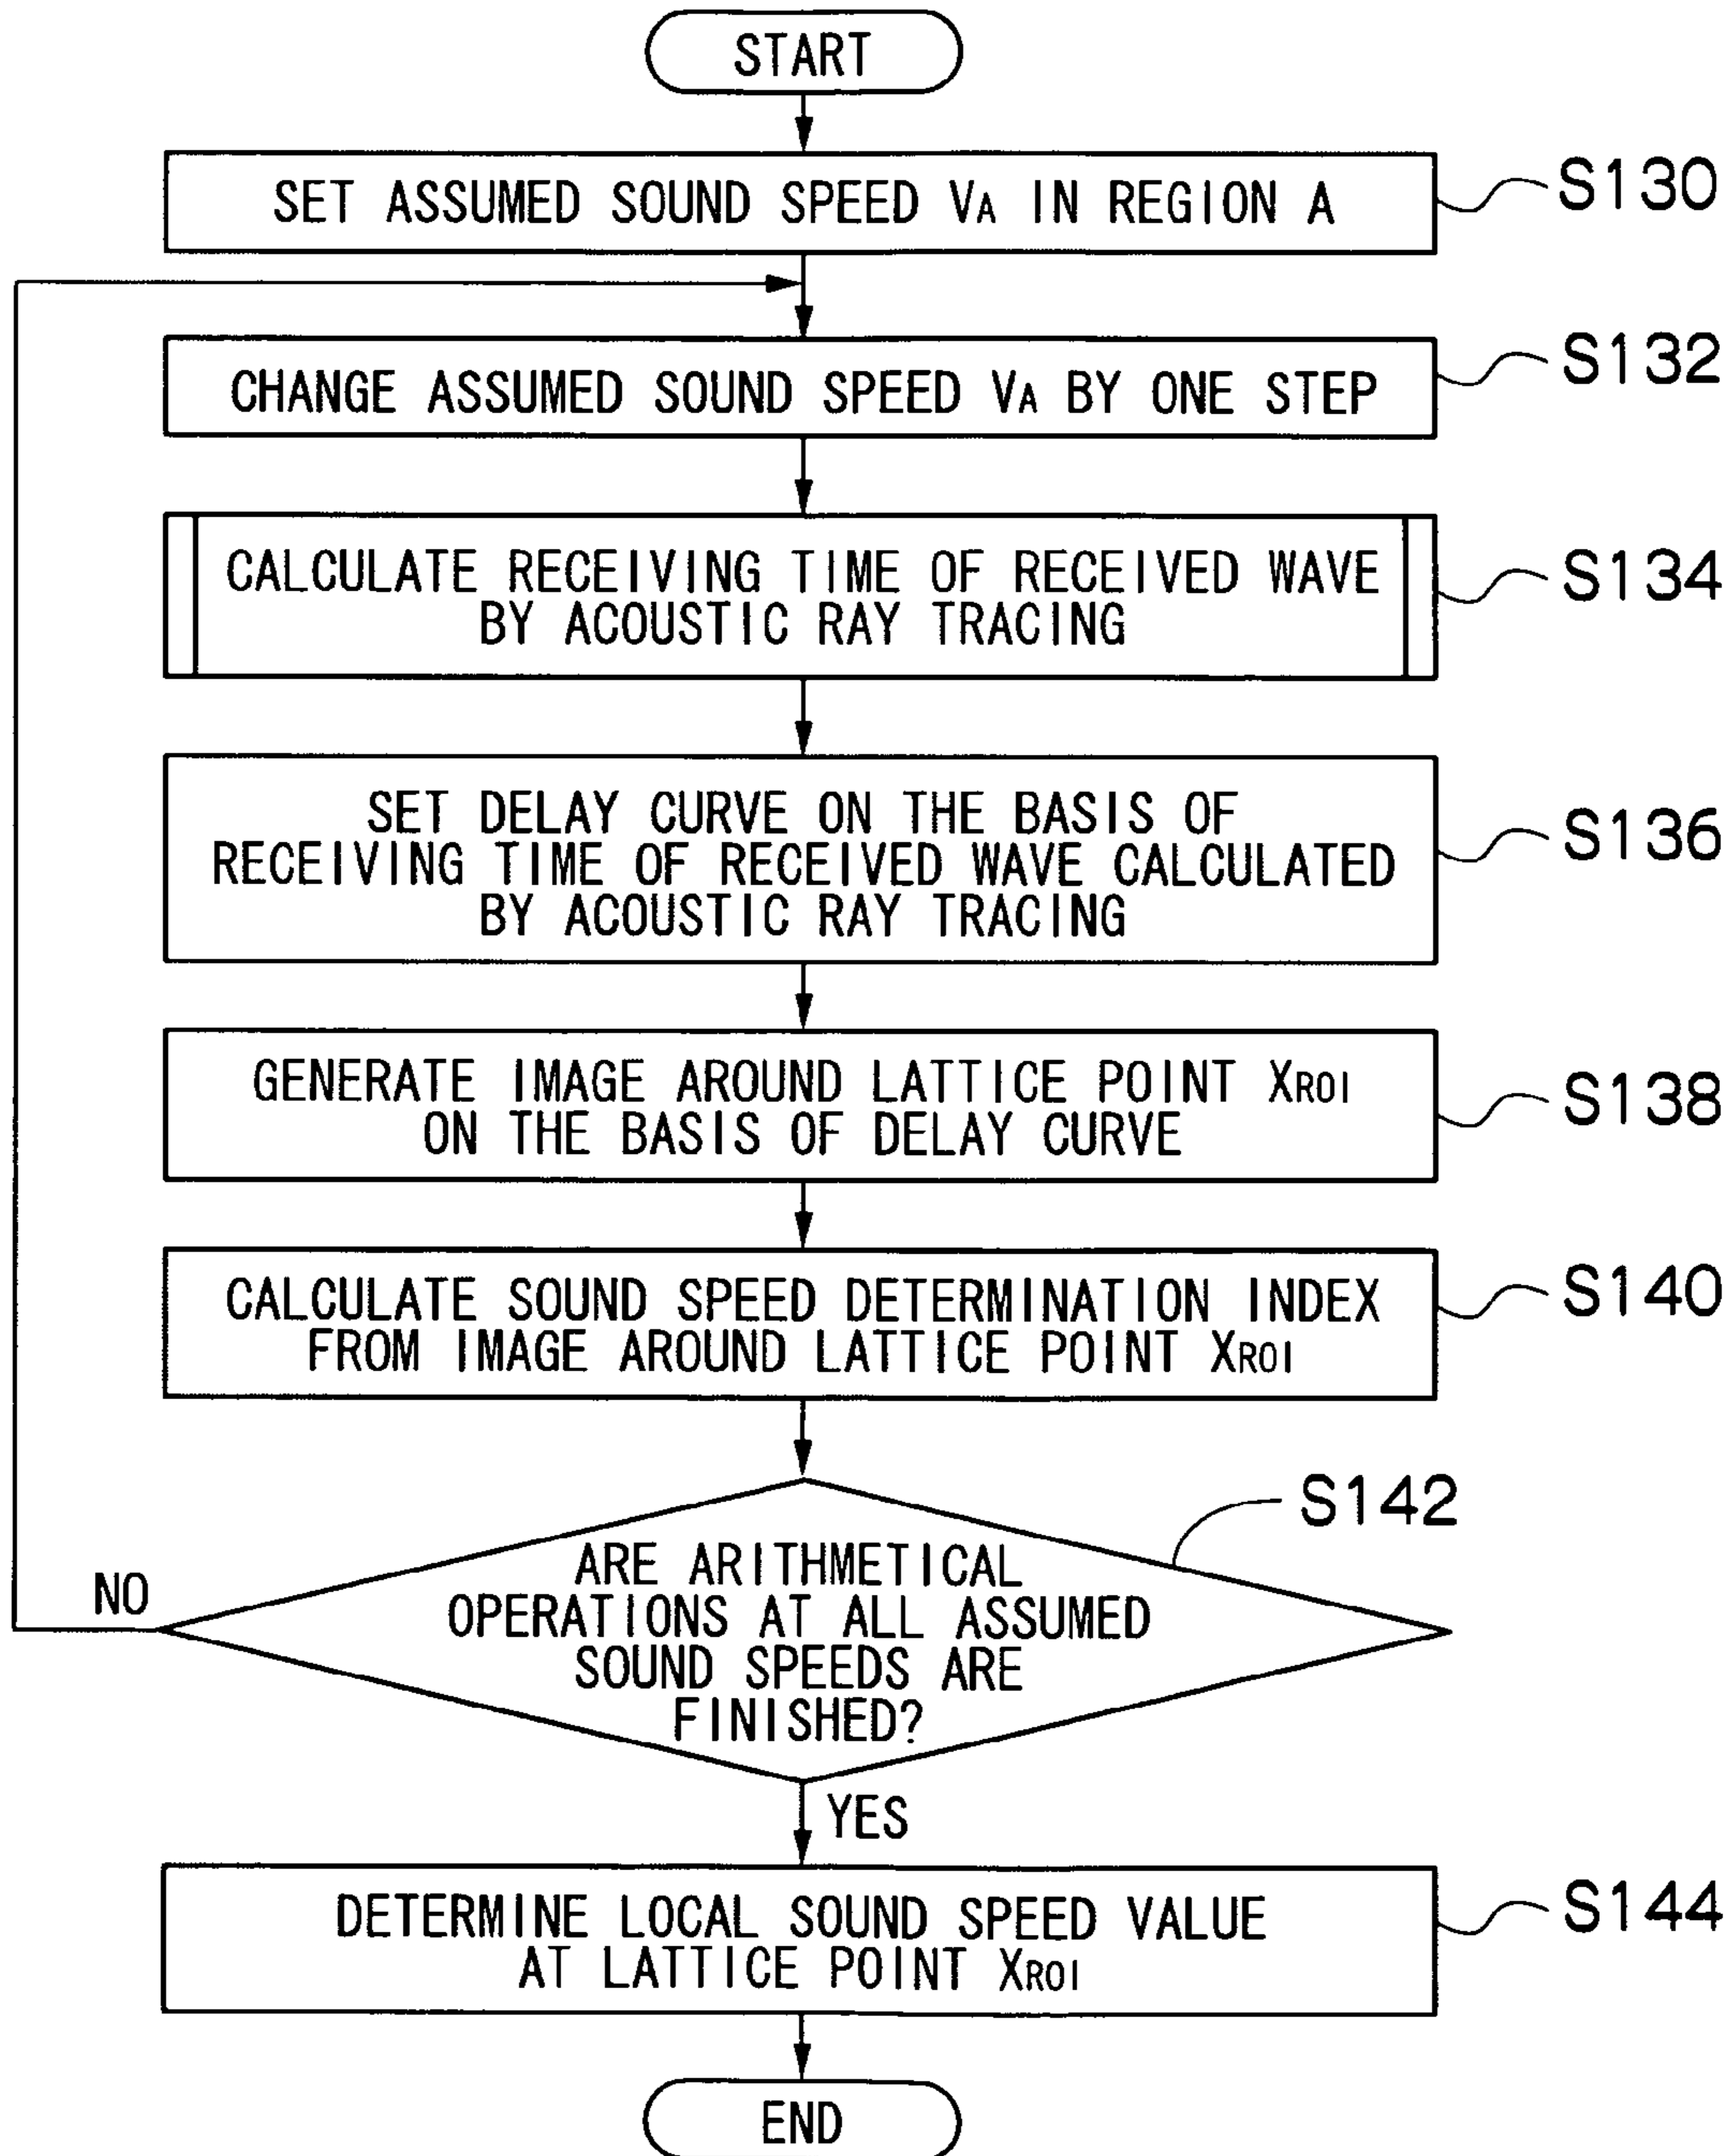 START
SET ASSUMED SOUND SPEED VA IN REGION A
S130
CHANGE ASSUMED SOUND SPEED VA BY ONE STEP
S132
CALCULATE RECEIVING TIME OF RECEIVED WAVE
BY ACOUSTIC RAY TRACING
S134
SET DELAY CURVE ON THE BASIS OF
RECEIVING TIME OF RECEIVED WAVE CALCULATED
BY ACOUSTIC RAY TRACING
S136
GENERATE IMAGE AROUND LATTICE POINT XROI
ON THE BASIS OF DELAY CURVE
S138
CALCULATE SOUND SPEED DETERMINATION INDEX
FROM IMAGE AROUND LATTICE POINT XROI
S140
S142
ARE ARITHMETICAL
OPERATIONS AT ALL ASSUMED
SOUND SPEEDS ARE
FINISHED?
NO
YES
DETERMINE LOCAL SOUND SPEED VALUE
AT LATTICE POINT XROI
S144
END